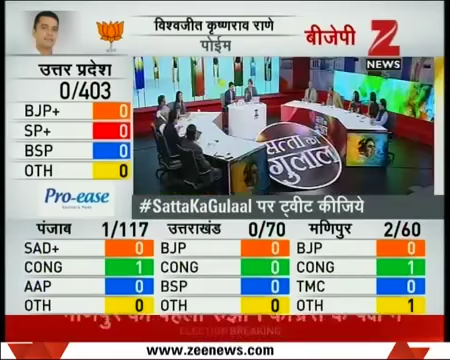 विश्वजीत कृष्णराव राणे
पोईम
बीजेपी
Z
NEWS
उत्तर प्रदेश
0/403
BJP+ 0
SP+ 0
BSP 0
OTH 0
सत्ता का
गुलाल
Pro-ease
#SattaKaGulaal पर ट्वीट कीजिये
पंजाब 1/117
SAD+ 0
CONG 1
AAP 0
OTH 0
उत्तराखंड 0/70
BJP 0
CONG 0
BSP 0
OTH 0
मणिपुर 2/60
BJP 0
CONG 1
TMC 0
OTH 1
ELECTION BREAKING
www.zeenews.com